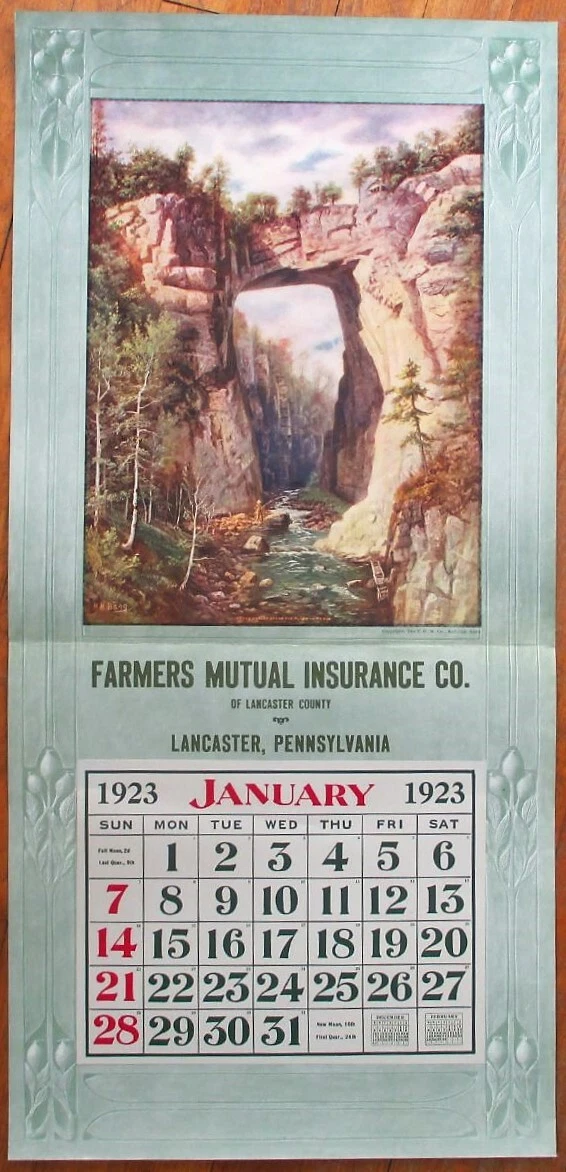 FARMERS MUTUAL INSURANCE CO.
OF LANCASTER COUNTY
LANCASTER, PENNSYLVANIA
1923 JANUARY 1923
SUN MON TUE WED THU FRI SAT
Full Moon, 2d
Last Quar., 9th
1 2 3 4 5 6
7 8 9 10 11 12 13
14 15 16 17 18 19 20
21 22 23 24 25 26 27
28 29 30 31
New Moon, 16th
First Quar., 24th
DECEMBER FEBRUARY